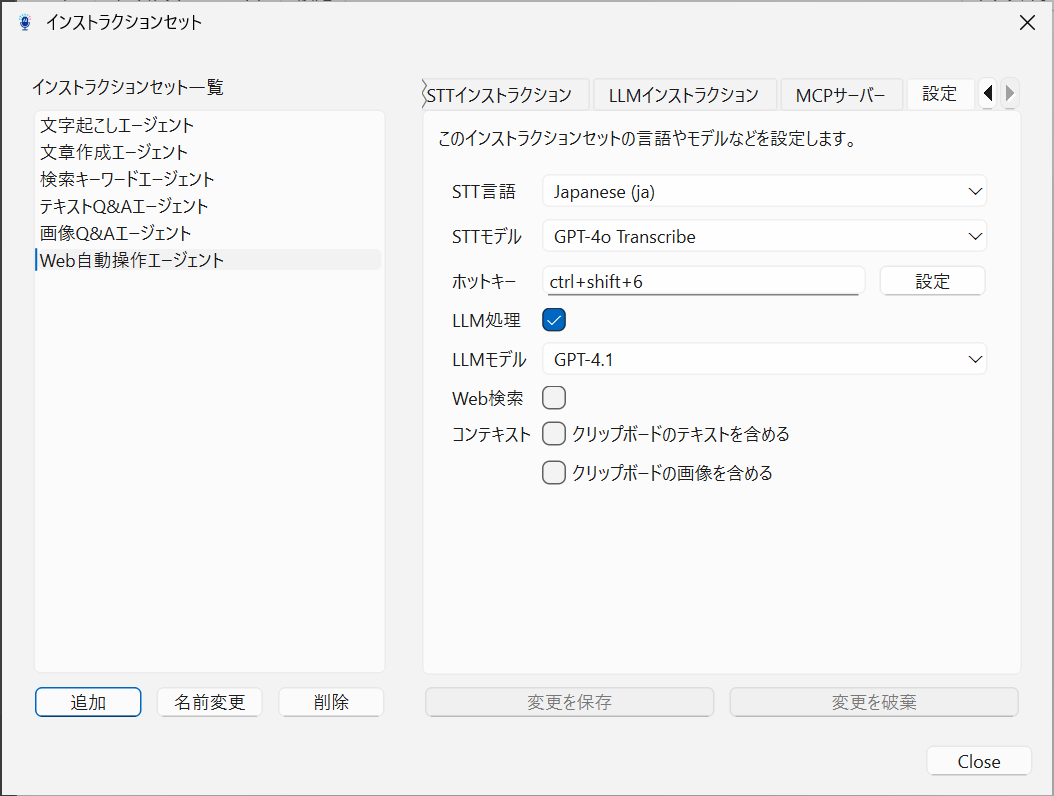 インストラクションセット
インストラクションセット一覧
文字起こしエージェント
文章作成エージェント
検索キーワードエージェント
テキストQ&Aエージェント
画像Q&Aエージェント
Web自動操作エージェント
追加
名前変更
削除
STTインストラクション
LLMインストラクション
MCPサーバー
設定
このインストラクションセットの言語やモデルなどを設定します。
STT言語
Japanese (ja)
STTモデル
GPT-4o Transcribe
ホットキー
ctrl+shift+6
設定
LLM処理
LLMモデル
GPT-4.1
Web検索
コンテキスト
クリップボードのテキストを含める
クリップボードの画像を含める
変更を保存
変更を破棄
Close